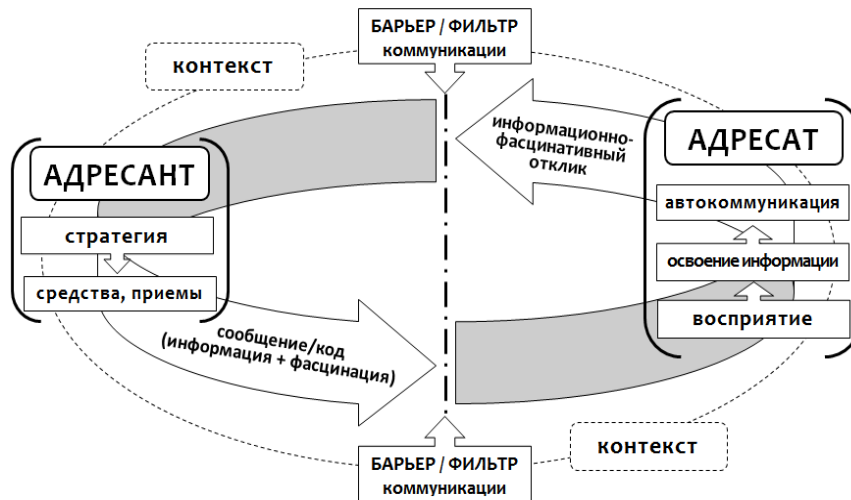 БАРЬЕР / ФИЛЬТР
коммуникации
контекст
информационно-
фасцинативный
отклик
АДРЕСАТ
АДРЕСАНТ
автокоммуникация
стратегия
освоение информации
средства, приемы
восприятие
сообщение/код
(информация + фасцинация)
контекст
БАРЬЕР / ФИЛЬТР
коммуникации